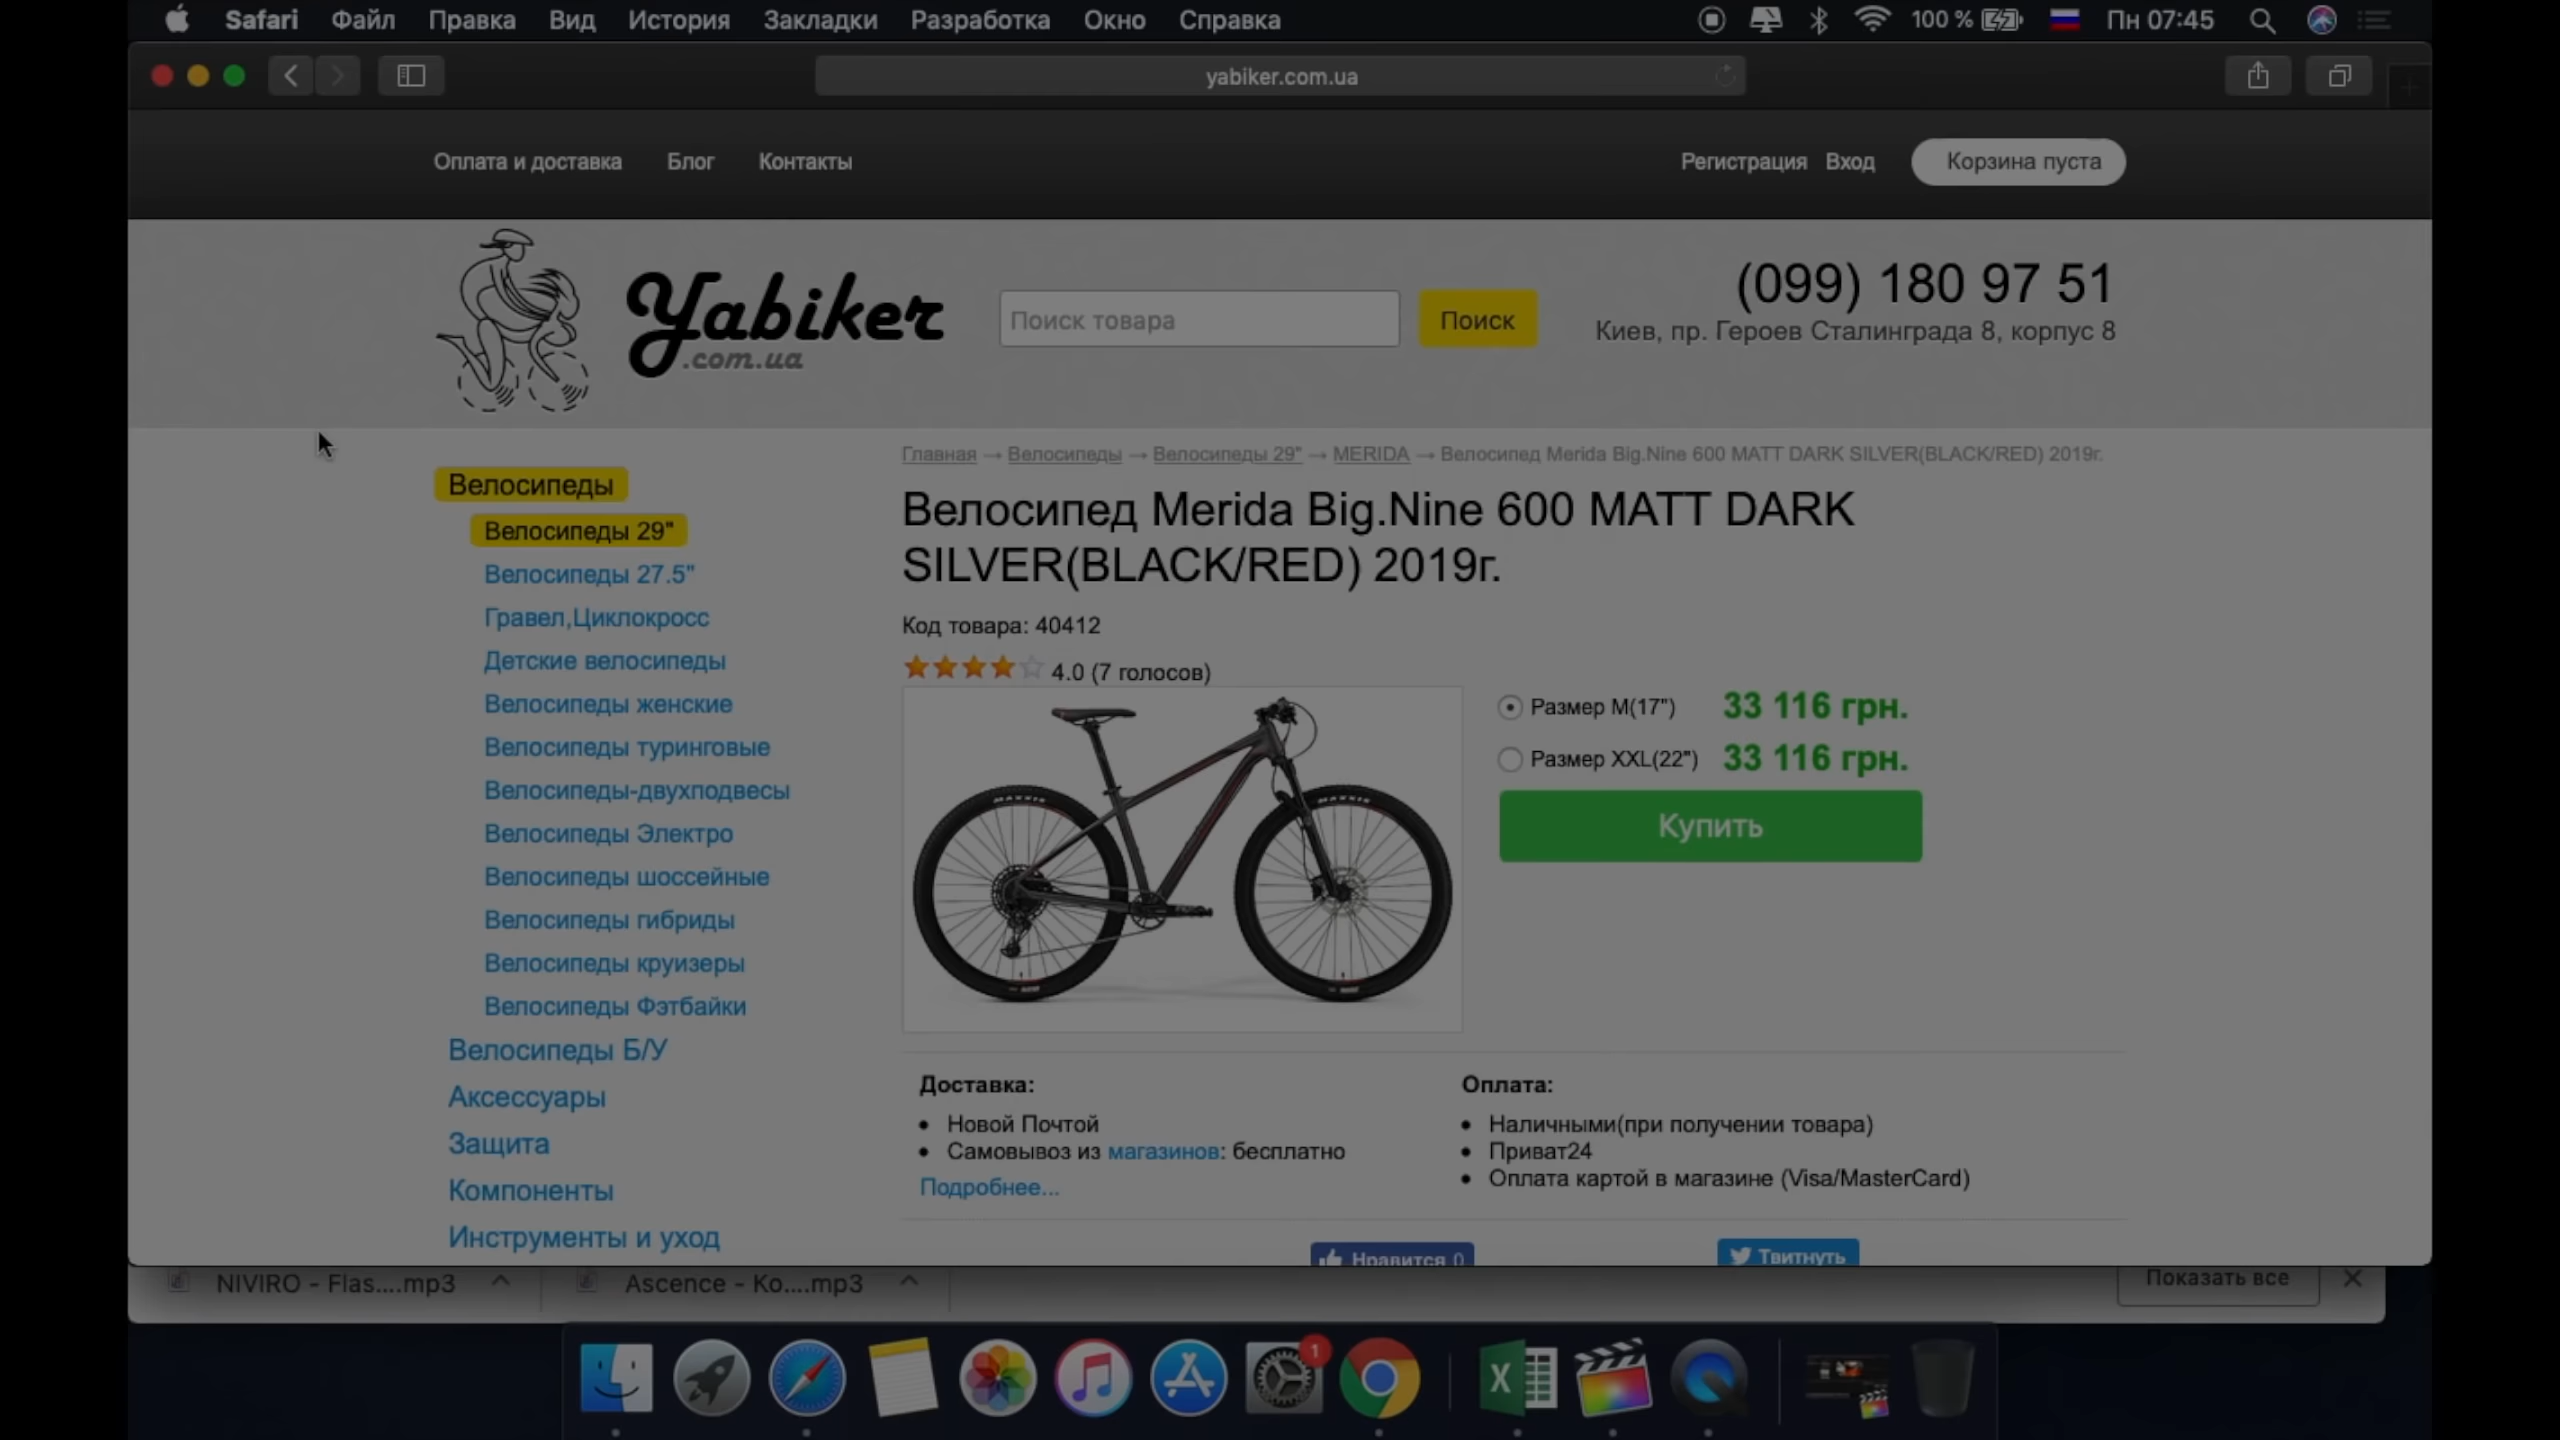 Safari Файл Правка Вид История Закладки Разработка Окно Справка 100 % Пн 07:45
yabiker.com.ua
Оплата и доставка Блог Контакты Регистрация Вход Корзина пуста
Yabiker
.com.ua
Поиск товара Поиск
(099) 180 97 51
Киев, пр. Героев Сталинграда 8, корпус 8
Главная → Велосипеды → Велосипеды 29" → MERIDA → Велосипед Merida Big.Nine 600 MATT DARK SILVER(BLACK/RED) 2019г.
Велосипеды
Велосипеды 29"
Велосипеды 27.5"
Гравел,Циклокросс
Детские велосипеды
Велосипеды женские
Велосипеды туринговые
Велосипеды-двухподвесы
Велосипеды Электро
Велосипеды шоссейные
Велосипеды гибриды
Велосипеды круизеры
Велосипеды Фэтбайки
Велосипеды Б/У
Аксессуары
Защита
Компоненты
Инструменты и уход
Велосипед Merida Big.Nine 600 MATT DARK
SILVER(BLACK/RED) 2019г.
Код товара: 40412
4.0 (7 голосов)
MAXXIS MAXXIS
Размер M(17") 33 116 грн.
Размер XXL(22") 33 116 грн.
Купить
Доставка:
Новой Почтой
Самовывоз из магазинов: бесплатно
Подробнее...
Оплата:
Наличными(при получении товара)
Приват24
Оплата картой в магазине (Visa/MasterCard)
Нравится 0 Твитнуть
NIVIRO - Flas....mp3 Ascence - Ko....mp3 Показать все
1